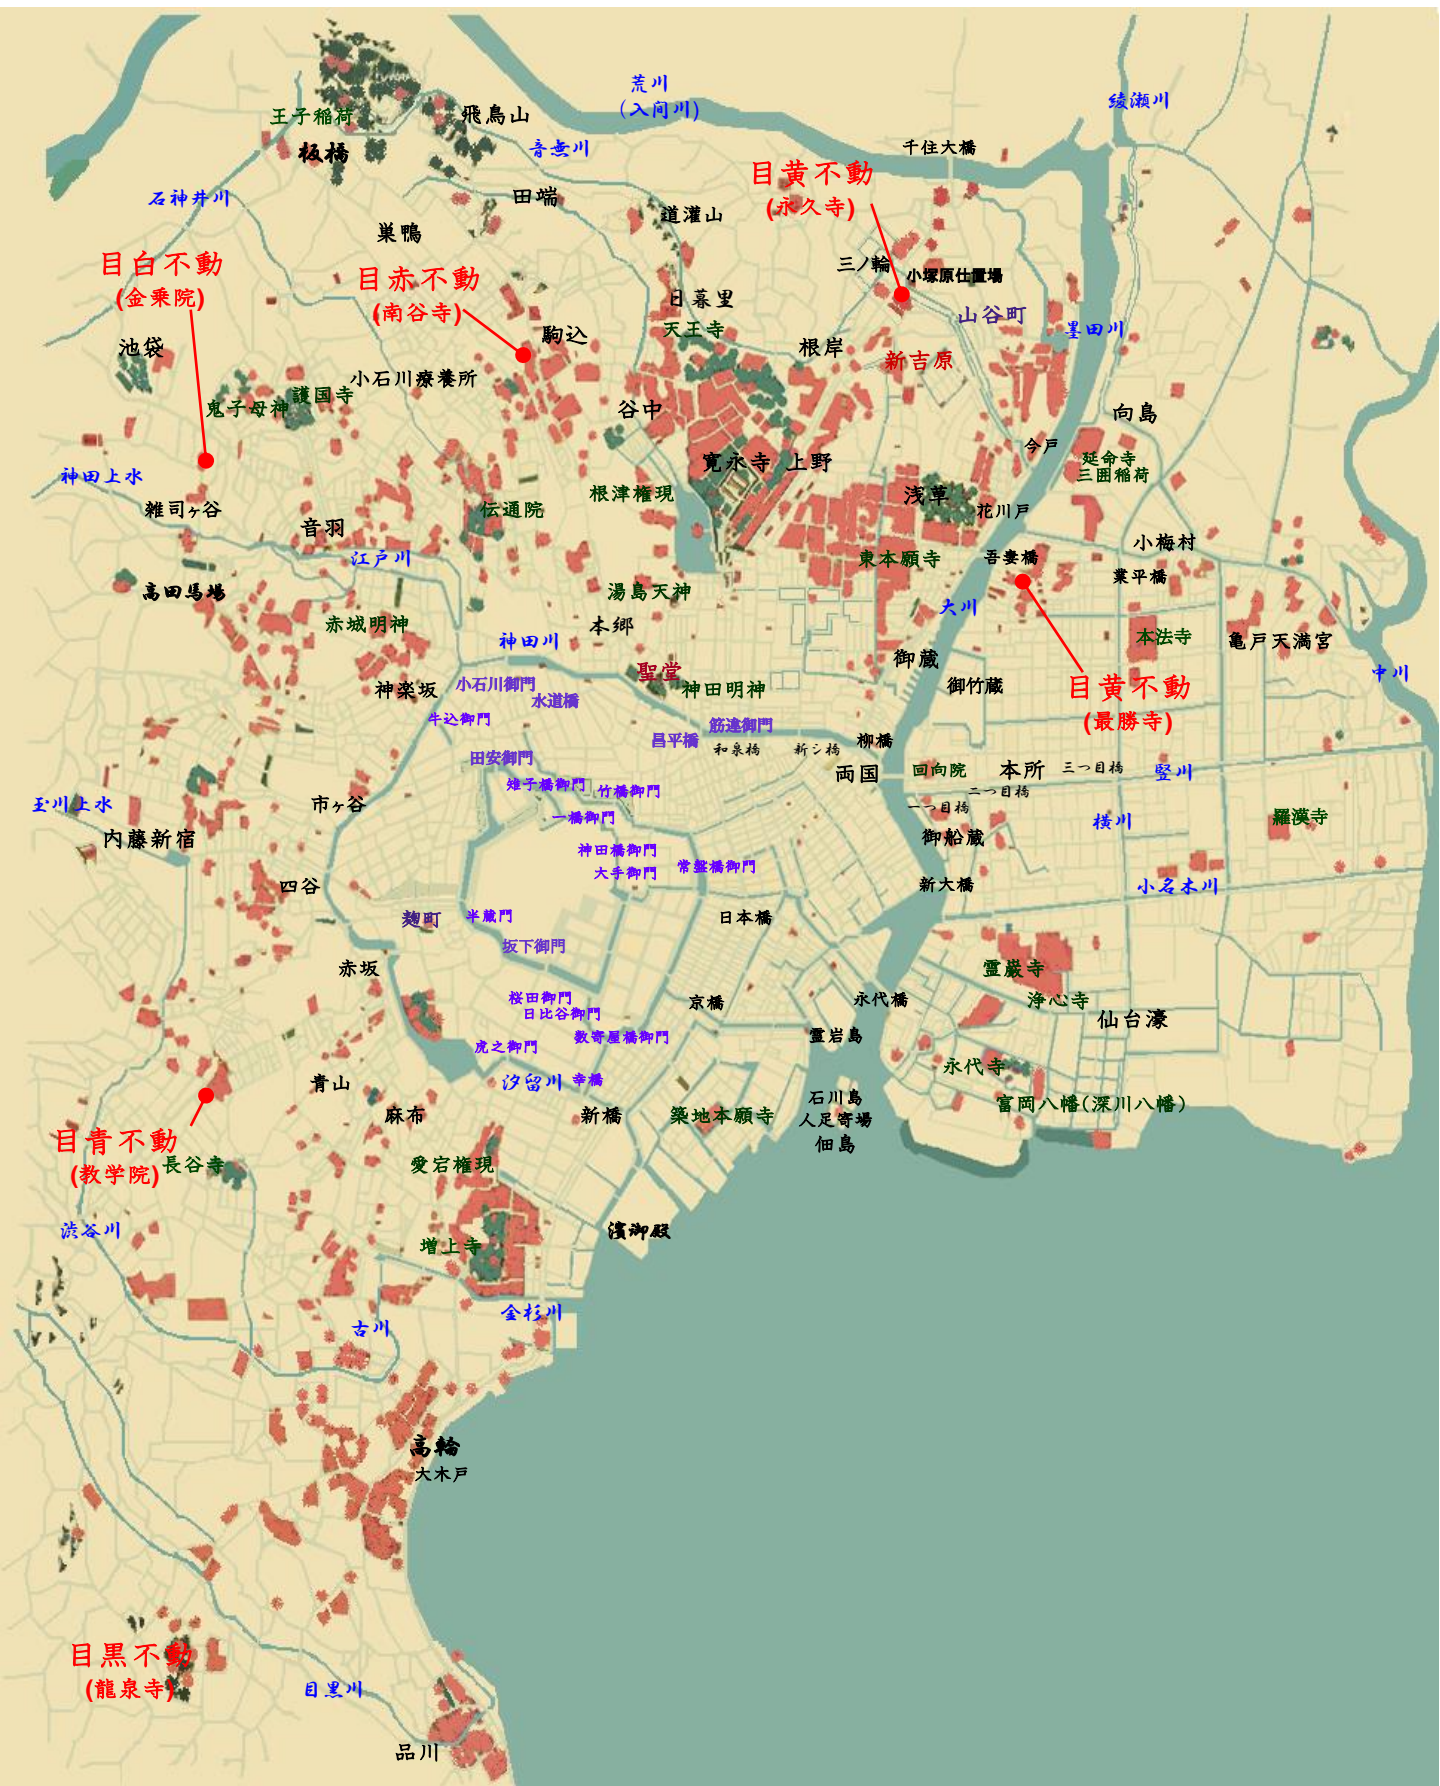 荒川
(入间川)
綾瀬川
王子稲荷
飛鳥山
板橋
音無川
千住大橋
目黄不動
(永久寺)
石神井川
田端
道灌山
巣鴨
目白不動
(金乗院)
目赤不動
(南谷寺)
三ノ輪
小塚原仕置場
日暮里
山谷町
天王寺
墨田川
駒込
池袋
根岸
新吉原
小石川療養所
護国寺
鬼子母神
谷中
向島
今戸
延命寺
三囲稲荷
寛永寺
上野
神田上水
根津権現
浅草
花川戸
雑司ヶ谷
伝通院
音羽
江戸川
東本願寺
吾妻橋
小梅村
業平橋
高田馬場
湯島天神
大川
赤城明神
本郷
神田川
本法寺
亀戸天満宮
聖堂
御蔵
中川
神楽坂
小石川御門
神田明神
御竹蔵
目黄不動
(最勝寺)
水道橋
牛込御門
筋違御門
昌平橋
和泉橋
新シ橋
柳橋
田安御門
両国
回向院
本所
三つ目橋
竪川
雉子橋御門
竹橋御門
二つ目橋
玉川上水
市ヶ谷
一橋御門
一つ目橋
横川
羅漢寺
内藤新宿
御船蔵
神田橋御門
大手御門
常盤橋御門
四谷
新大橋
小名木川
麹町
半蔵門
日本橋
坂下御門
赤坂
霊巌寺
桜田御門
日比谷御門
京橋
永代橋
浄心寺
仙台濠
数寄屋橋御門
虎之御門
霊岩島
永代寺
青山
汐留川
幸橋
石川島
人足寄場
佃島
麻布
新橋
築地本願寺
富岡八幡(深川八幡)
目青不動
(教学院)
長谷寺
愛宕権現
渋谷川
濱御殿
増上寺
金杉川
古川
高輪
大木戸
目黒不動
(龍泉寺)
目黒川
品川